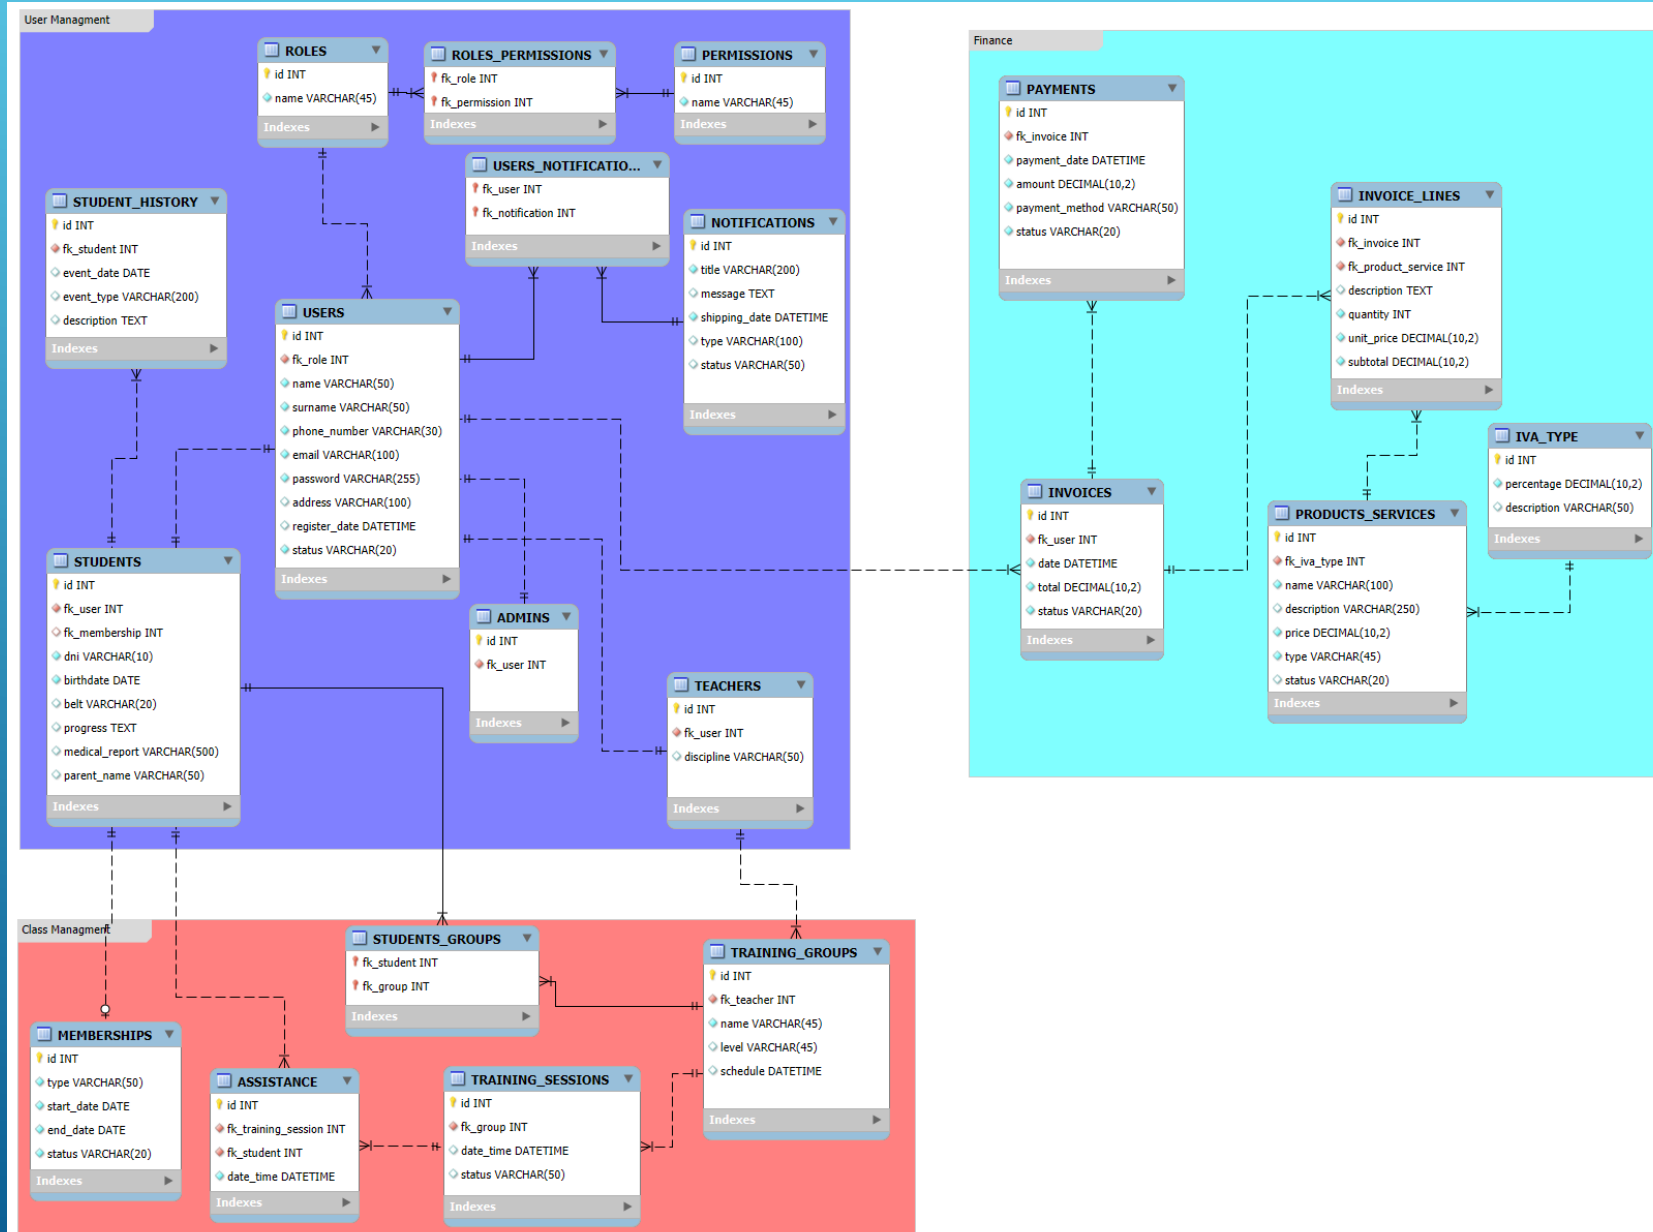 User Managment
ROLES
id INT
name VARCHAR(45)
Indexes
ROLES_PERMISSIONS
fk_role INT
fk_permission INT
Indexes
PERMISSIONS
id INT
name VARCHAR(45)
Indexes
USERS_NOTIFICATIO...
fk_user INT
fk_notification INT
Indexes
STUDENT_HISTORY
id INT
fk_student INT
event_date DATE
event_type VARCHAR(200)
description TEXT
Indexes
NOTIFICATIONS
id INT
title VARCHAR(200)
message TEXT
shipping_date DATETIME
type VARCHAR(100)
status VARCHAR(50)
Indexes
USERS
id INT
fk_role INT
name VARCHAR(50)
surname VARCHAR(50)
phone_number VARCHAR(30)
email VARCHAR(100)
password VARCHAR(255)
address VARCHAR(100)
register_date DATETIME
status VARCHAR(20)
Indexes
STUDENTS
id INT
fk_user INT
fk_membership INT
dni VARCHAR(10)
birthdate DATE
belt VARCHAR(20)
progress TEXT
medical_report VARCHAR(500)
parent_name VARCHAR(50)
Indexes
ADMINS
id INT
fk_user INT
Indexes
TEACHERS
id INT
fk_user INT
discipline VARCHAR(50)
Indexes
Finance
PAYMENTS
id INT
fk_invoice INT
payment_date DATETIME
amount DECIMAL(10,2)
payment_method VARCHAR(50)
status VARCHAR(20)
Indexes
INVOICE_LINES
id INT
fk_invoice INT
fk_product_service INT
description TEXT
quantity INT
unit_price DECIMAL(10,2)
subtotal DECIMAL(10,2)
Indexes
IVA_TYPE
id INT
percentage DECIMAL(10,2)
description VARCHAR(50)
Indexes
INVOICES
id INT
fk_user INT
date DATETIME
total DECIMAL(10,2)
status VARCHAR(20)
Indexes
PRODUCTS_SERVICES
id INT
fk_iva_type INT
name VARCHAR(100)
description VARCHAR(250)
price DECIMAL(10,2)
type VARCHAR(45)
status VARCHAR(20)
Indexes
Class Managment
STUDENTS_GROUPS
fk_student INT
fk_group INT
Indexes
TRAINING_GROUPS
id INT
fk_teacher INT
name VARCHAR(45)
level VARCHAR(45)
schedule DATETIME
Indexes
MEMBERSHIPS
id INT
type VARCHAR(50)
start_date DATE
end_date DATE
status VARCHAR(20)
Indexes
ASSISTANCE
id INT
fk_training_session INT
fk_student INT
date_time DATETIME
Indexes
TRAINING_SESSIONS
id INT
fk_group INT
date_time DATETIME
status VARCHAR(50)
Indexes